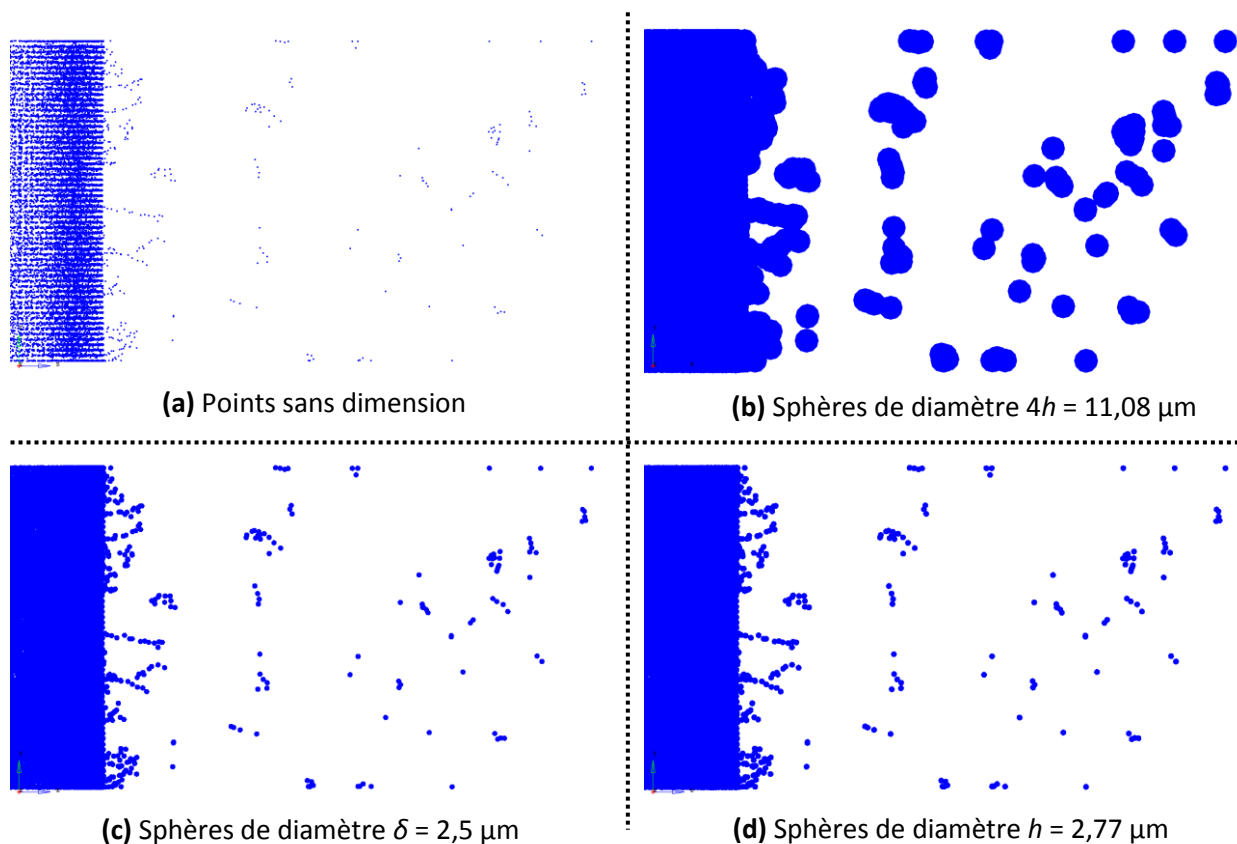 (a) Points sans dimension
(b) Sphères de diamètre 4h = 11,08 µm
(c) Sphères de diamètre δ = 2,5 µm
(d) Sphères de diamètre h = 2,77 µm